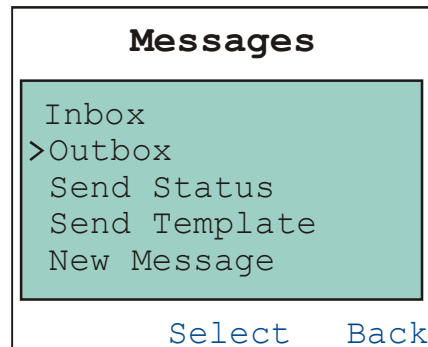 Messages
Inbox
>Outbox
Send Status
Send Template
New Message
Select Back